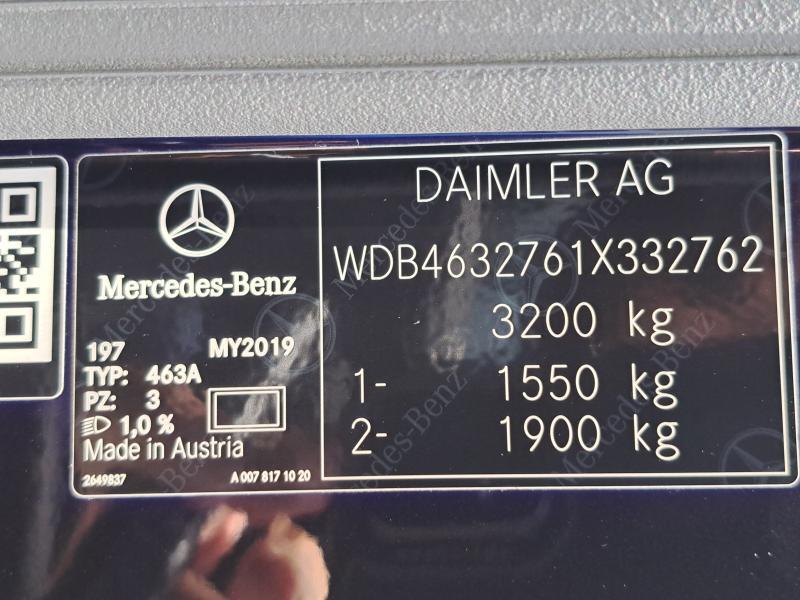 Mercedes-Benz
197 MY2019
TYP: 463A
PZ: 3
1,0 %
Made in Austria
2649837 A 007 817 10 20
DAIMLER AG
WDB4632761X332762
3200 kg
1- 1550 kg
2- 1900 kg